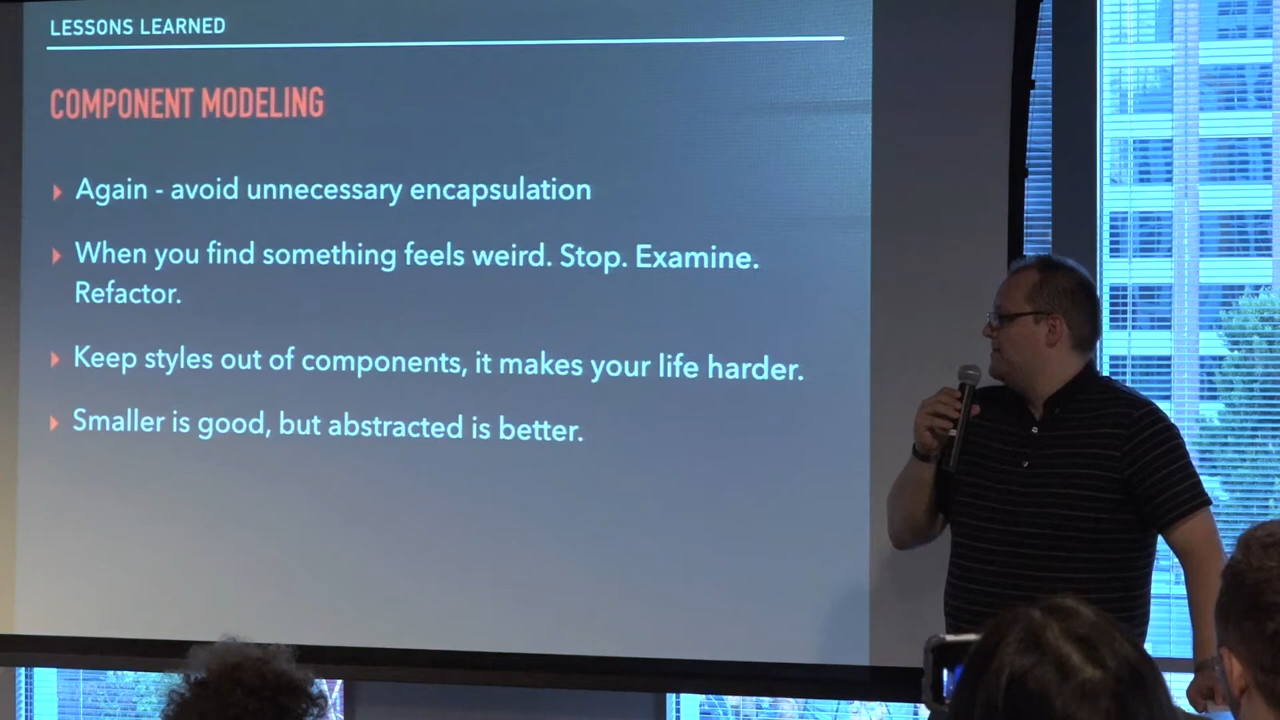 LESSONS LEARNED
COMPONENT MODELING
Again - avoid unnecessary encapsulation
When you find something feels weird. Stop. Examine.
Refactor.
Keep styles out of components, it makes your life harder.
Smaller is good, but abstracted is better.